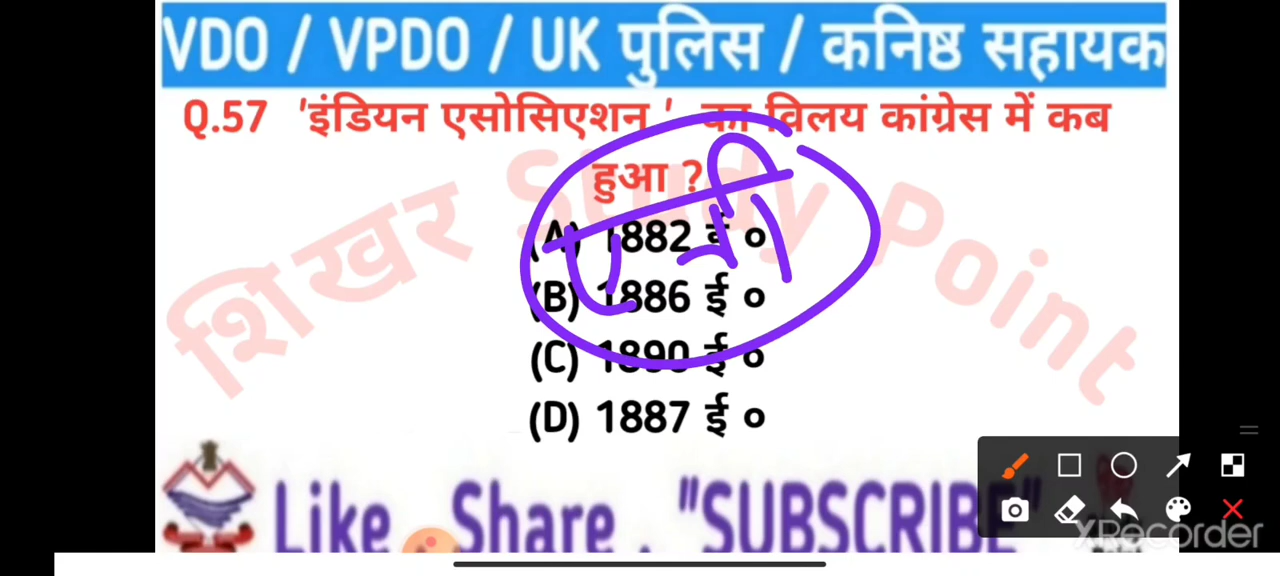 VDO / VPDO / UK पुलिस / कनिष्ठ सहायक
Q.57 'इंडियन एसोसिएशन ' का विलय कांग्रेस में कब
हुआ ?
(A) 1882 ई ०
(B) 1886 ई ०
(C) 1890 ई ०
(D) 1887 ई ०
शिखर Study Point
Like , Share , "SUBSCRIBE"
XRecorder